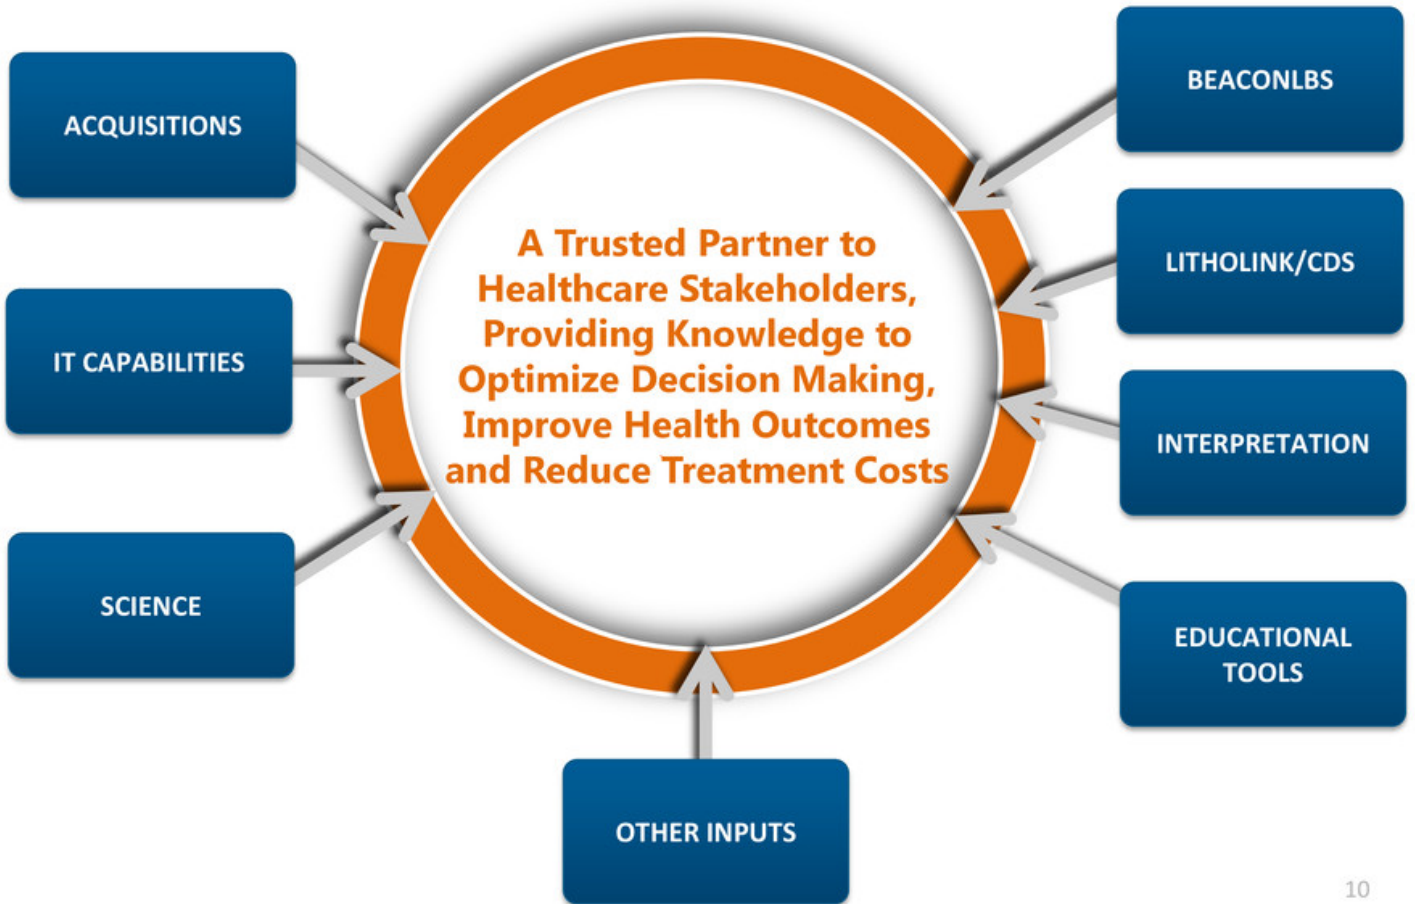 BEACONLBS
ACQUISITIONS
A Trusted Partner to
Healthcare Stakeholders,
Providing Knowledge to
Optimize Decision Making,
Improve Health Outcomes
and Reduce Treatment Costs
LITHOLINK/CDS
IT CAPABILITIES
INTERPRETATION
SCIENCE
EDUCATIONAL
TOOLS
OTHER INPUTS
10